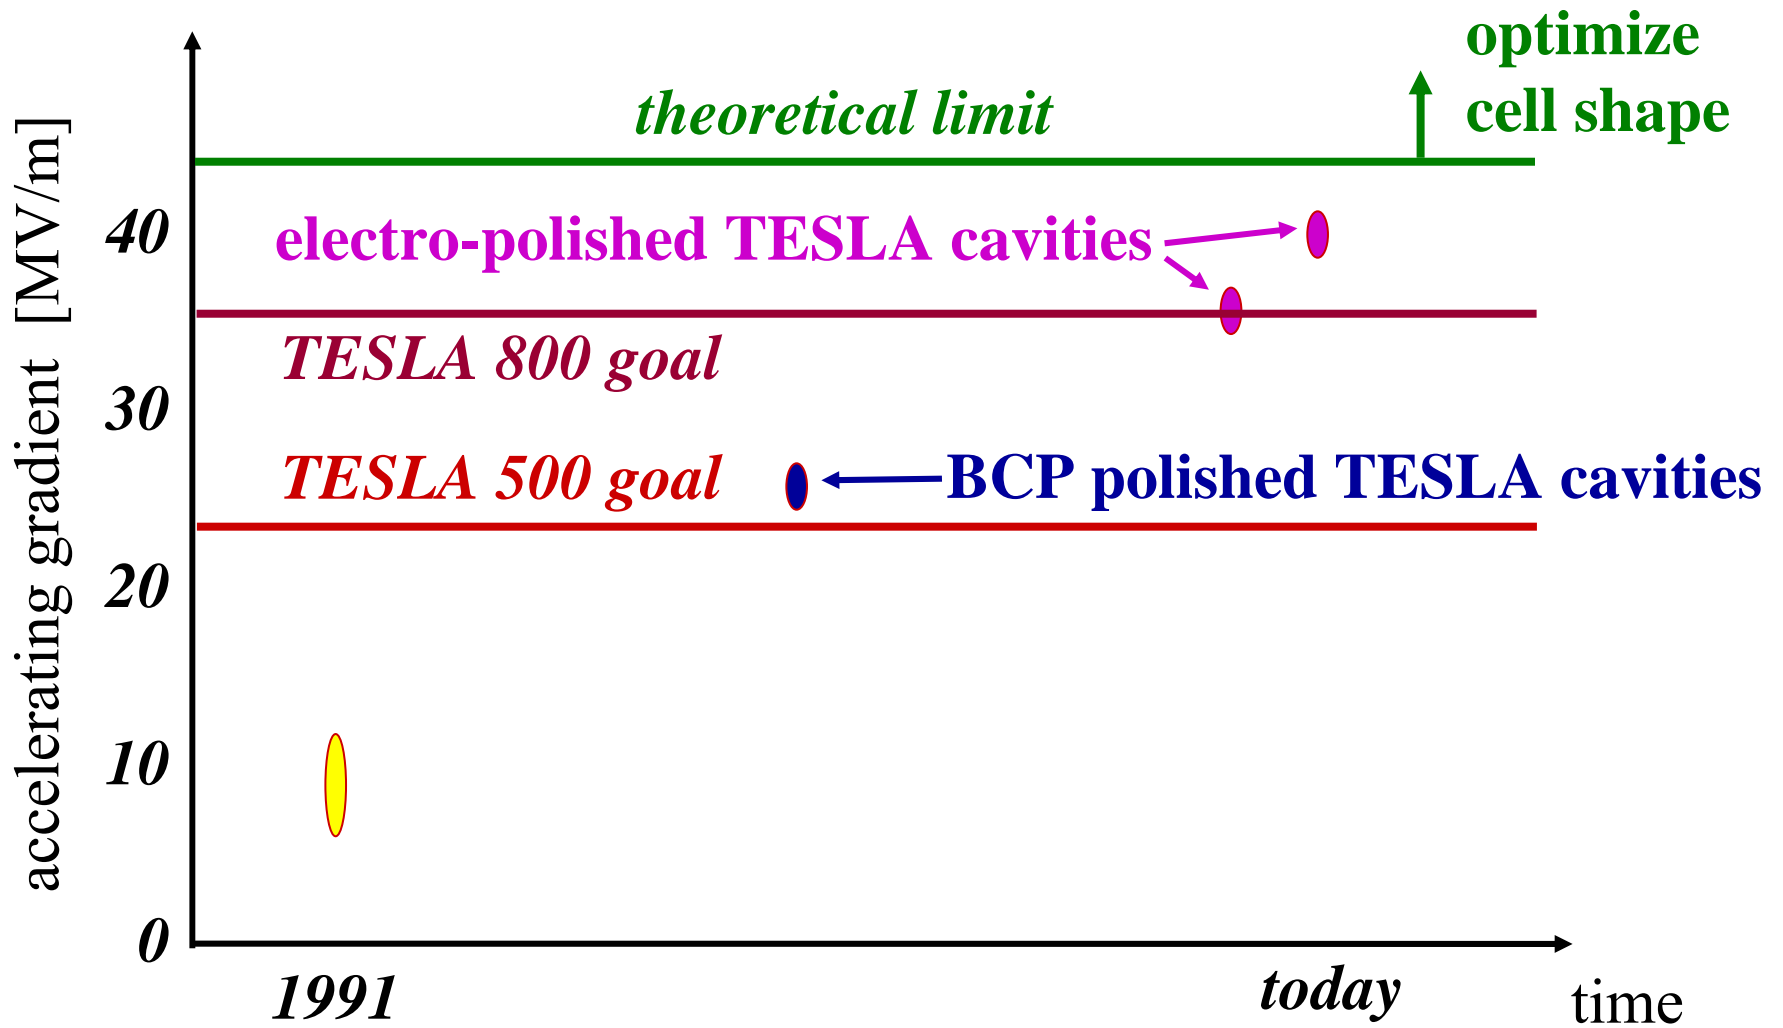 optimize
cell shape
theoretical limit
accelerating gradient [MV/m]
40
electro-polished TESLA cavities
TESLA 800 goal
30
TESLA 500 goal
BCP polished TESLA cavities
20
10
0
1991
today
time